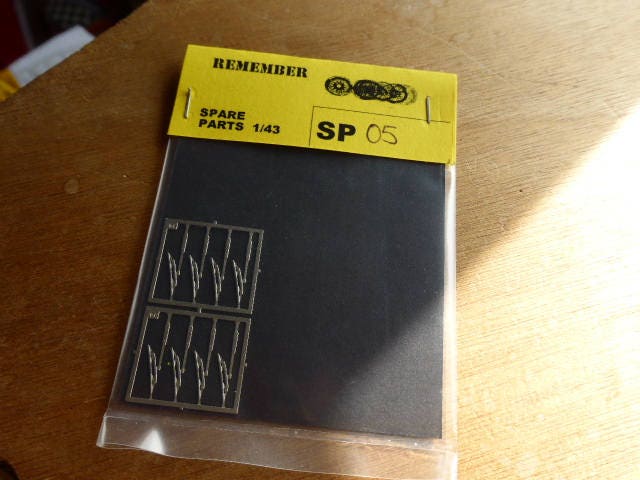 REMEMBER
SPARE
PARTS 1/43
SP 05